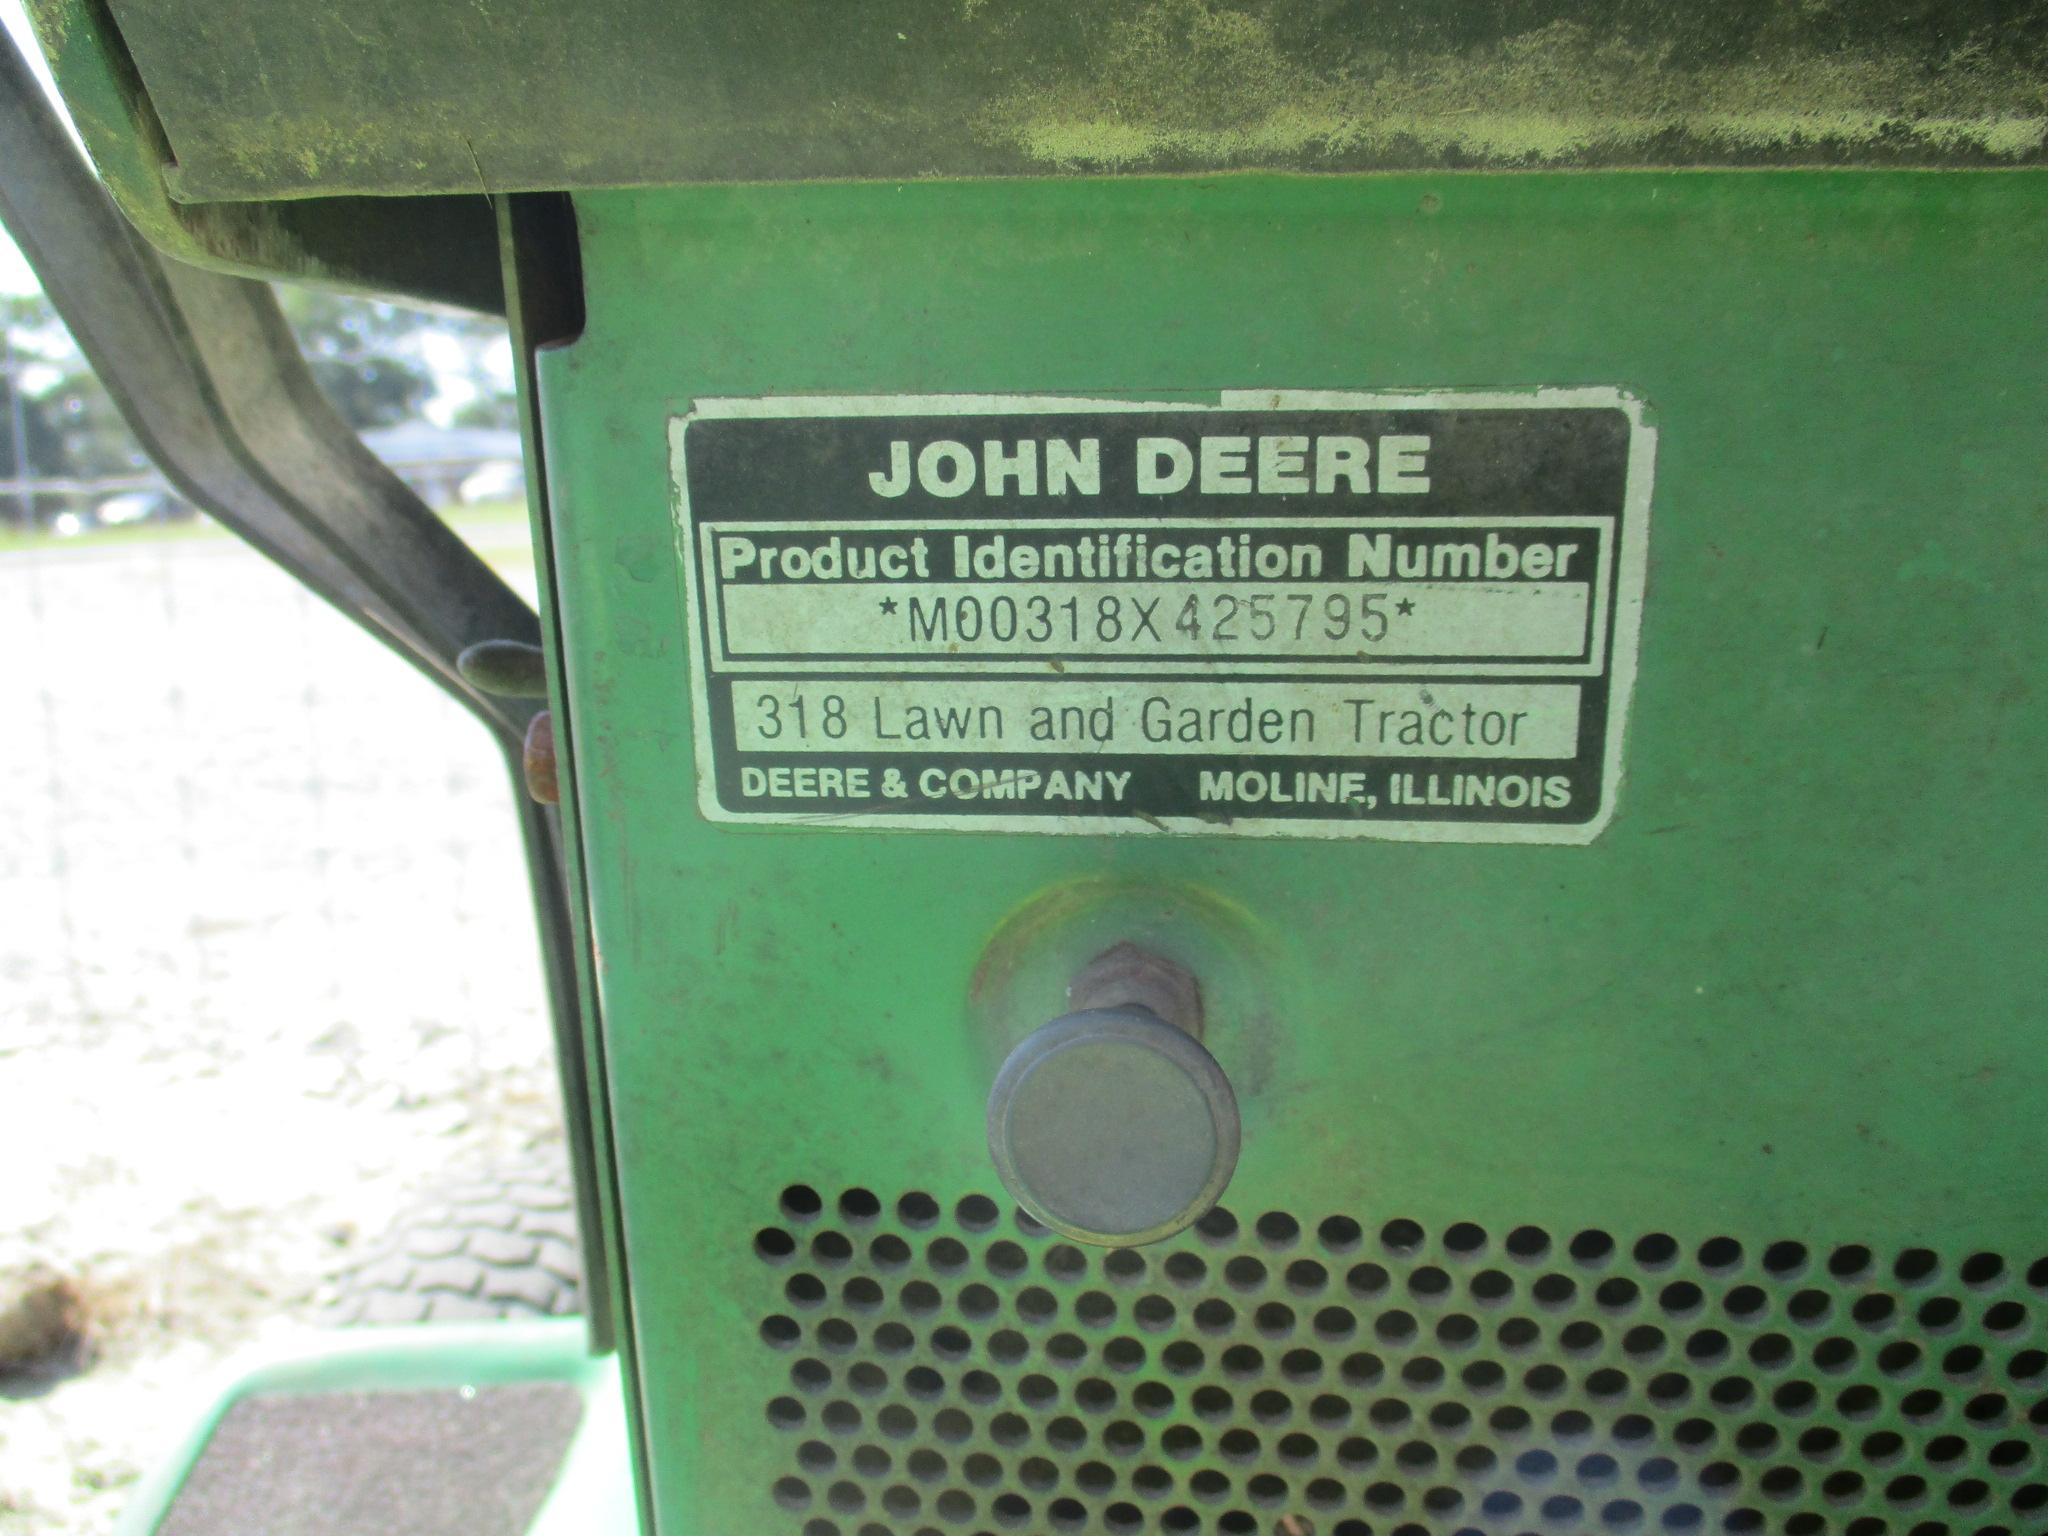 JOHN DEERE
Product Identification Number
*M00318X425795*
318 Lawn and Garden Tractor
DEERE & COMPANY MOLINE, ILLINOIS